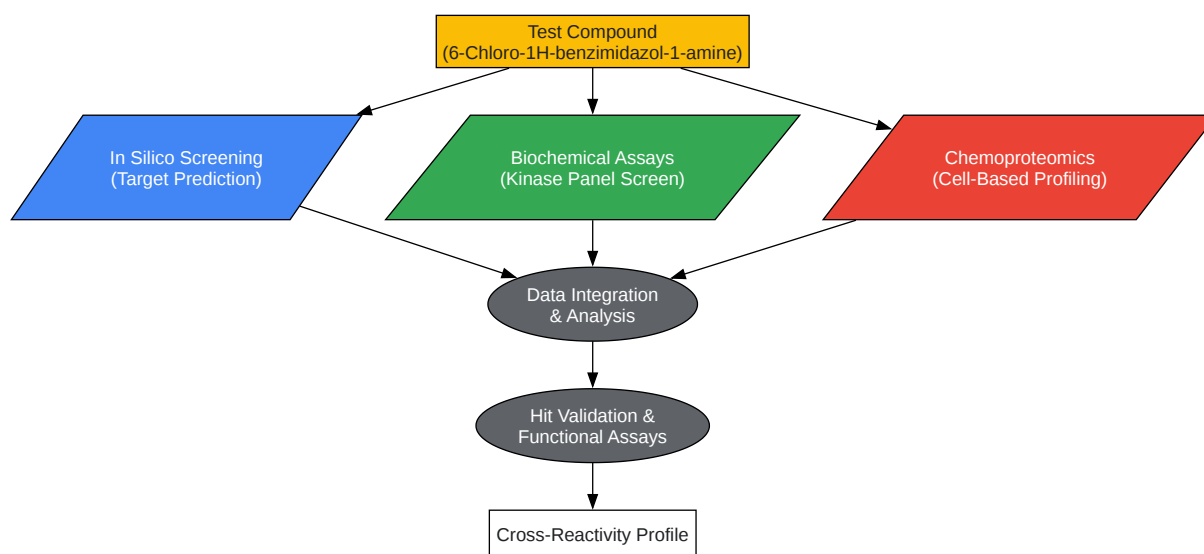 Test Compound
(6-Chloro-1H-benzimidazol-1-amine)
In Silico Screening
(Target Prediction)
Biochemical Assays
(Kinase Panel Screen)
Chemoproteomics
(Cell-Based Profiling)
Data Integration
& Analysis
Hit Validation &
Functional Assays
Cross-Reactivity Profile